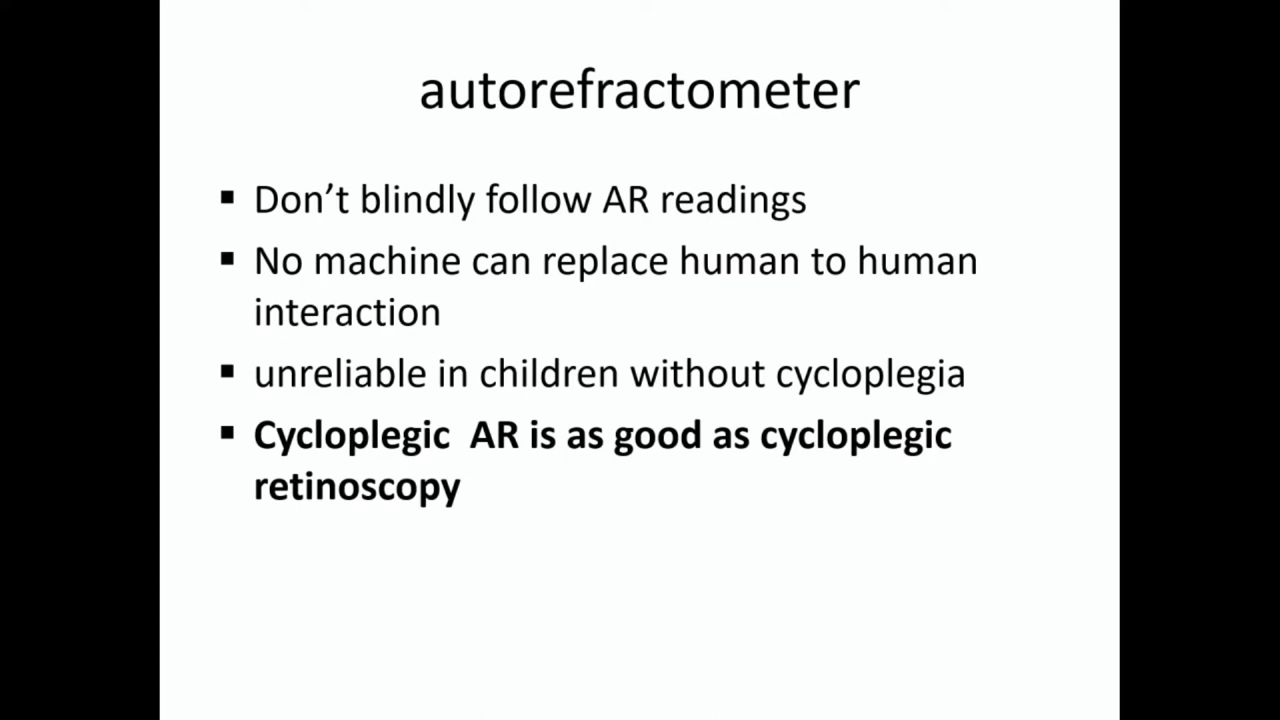 autorefractometer
▪ Don’t blindly follow AR readings
▪ No machine can replace human to human
interaction
▪ unreliable in children without cycloplegia
▪ Cycloplegic  AR is as good as cycloplegic
retinoscopy